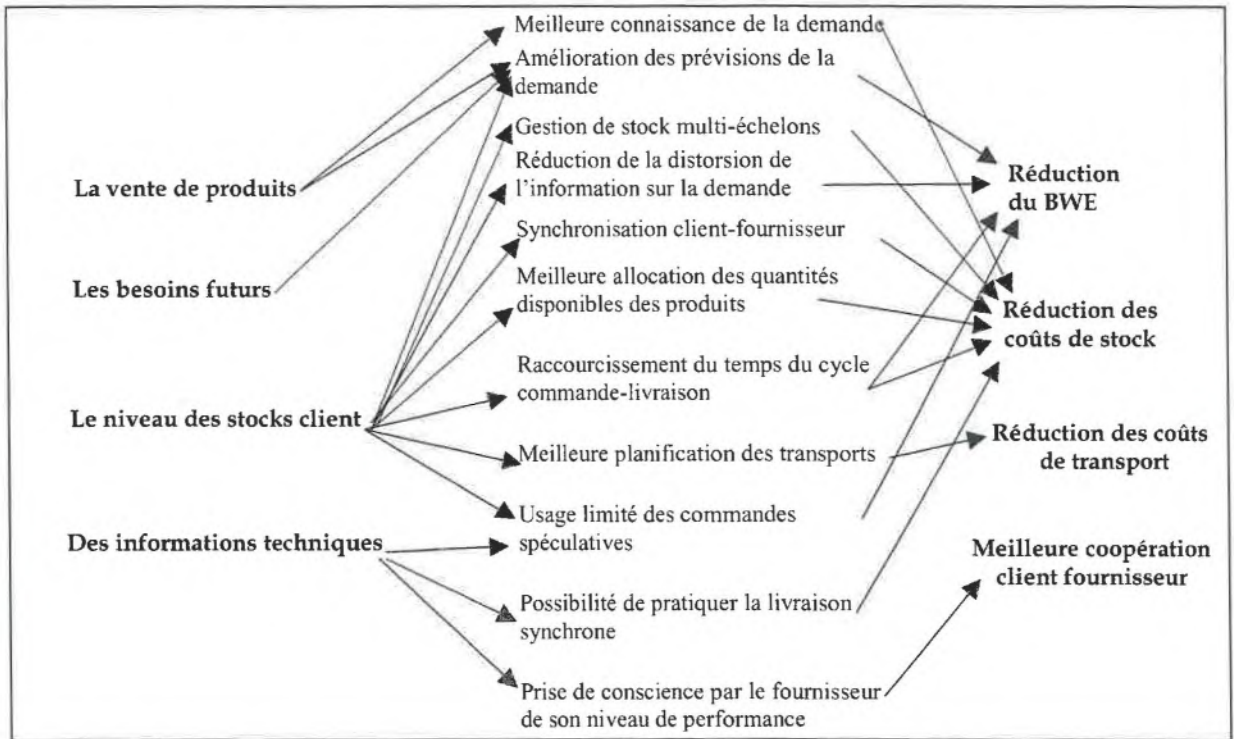 Meilleure connaissance de la demande
Amélioration des prévisions de la
demande
Gestion de stock multi-échelons
Réduction de la distorsion de
l'information sur la demande
Synchronisation client-fournisseur
Meilleure allocation des quantités
disponibles des produits
Raccourcissement du temps du cycle
commande-livraison
Meilleure planification des transports
Usage limité des commandes
spéculatives
Possibilité de pratiquer la livraison
synchrone
Prise de conscience par le fournisseur
de son niveau de performance
La vente de produits
Les besoins futurs
Le niveau des stocks client
Des informations techniques
Réduction
du BWE
Réduction des
coûts de stock
Réduction des coûts
de transport
Meilleure coopération
client fournisseur